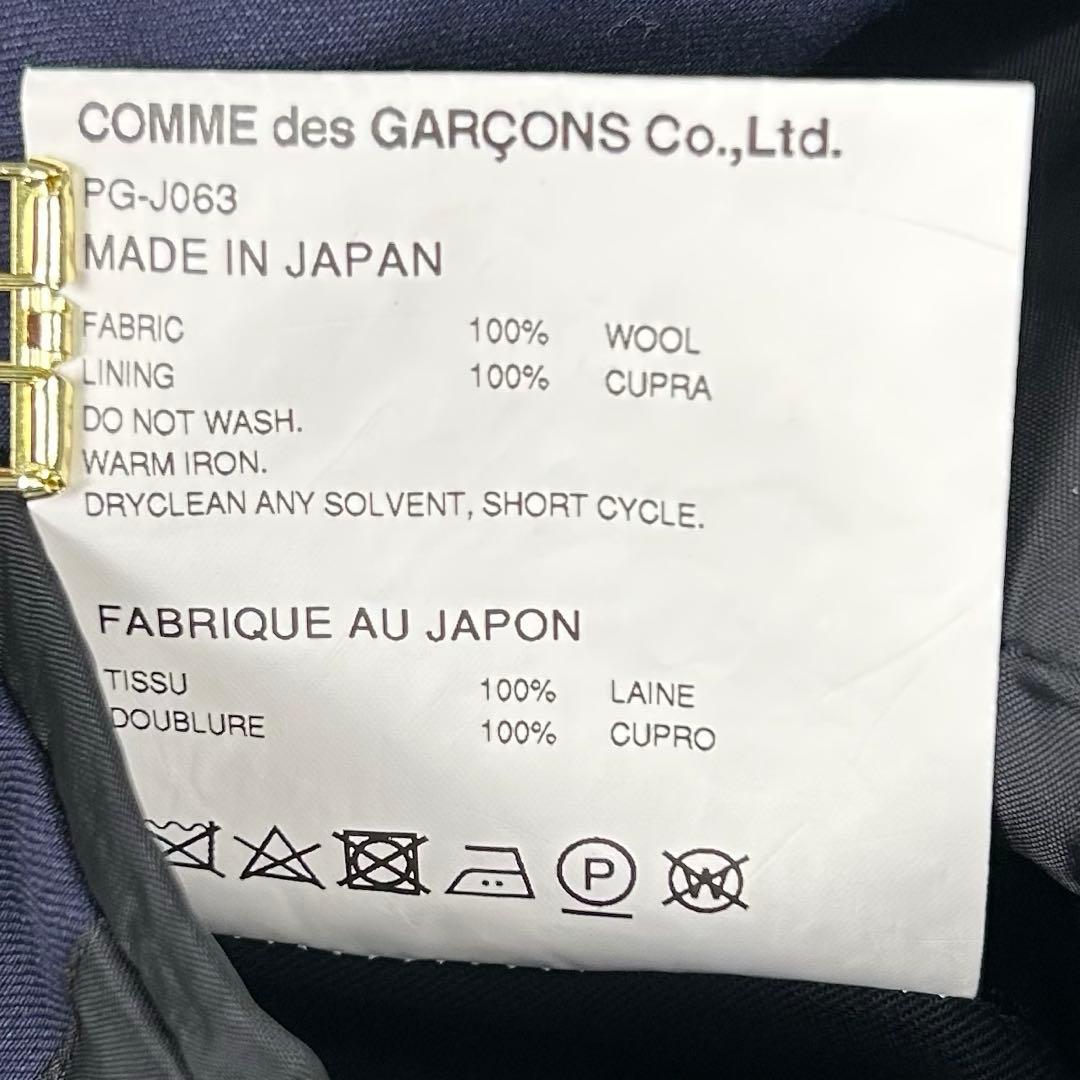 COMME des GARÇONS Co.,Ltd.
PG-J063
MADE IN JAPAN
FABRIC 100% WOOL
LINING 100% CUPRA
DO NOT WASH.
WARM IRON.
DRYCLEAN ANY SOLVENT, SHORT CYCLE.
FABRIQUE AU JAPON
TISSU 100% LAINE
DOUBLURE 100% CUPRO
P W